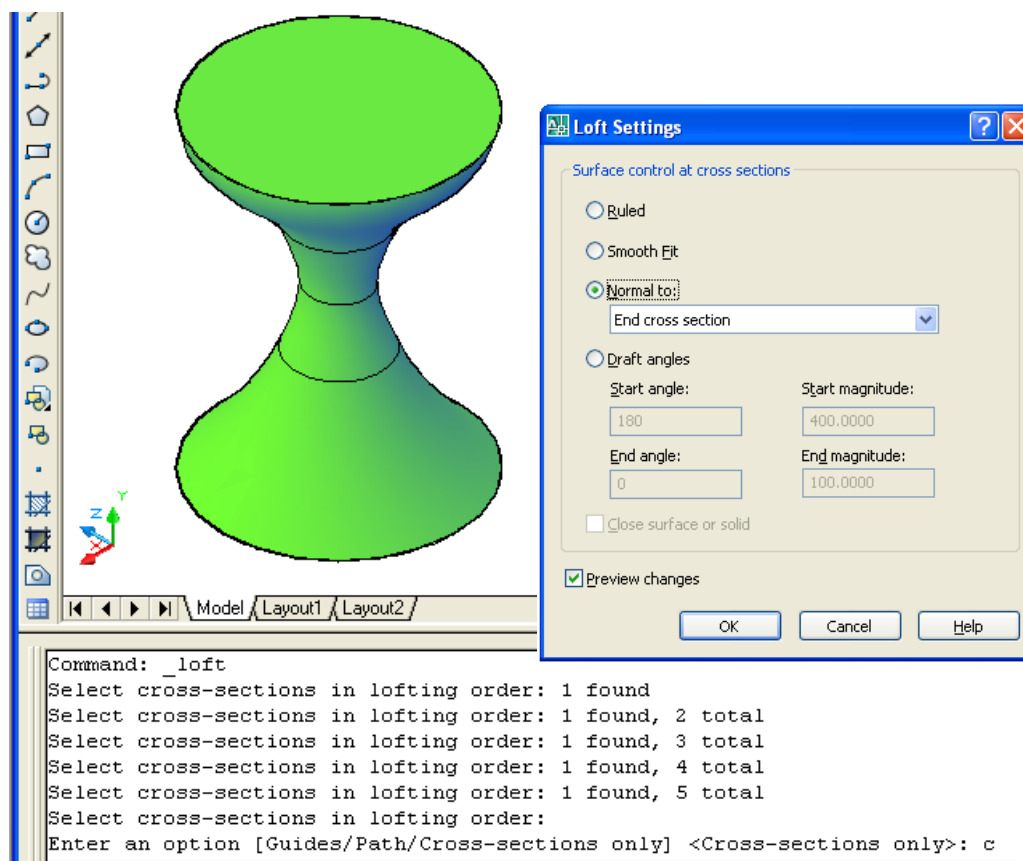 Loft Settings
Surface control at cross sections
Ruled
Smooth Fit
Normal to:
End cross section
Draft angles
Start angle: Start magnitude:
180 400.0000
End angle: End magnitude:
0 100.0000
Close surface or solid
Preview changes
OK Cancel Help
Y
Z
X
Model Layout1 Layout2
Command: _loft
Select cross-sections in lofting order: 1 found
Select cross-sections in lofting order: 1 found, 2 total
Select cross-sections in lofting order: 1 found, 3 total
Select cross-sections in lofting order: 1 found, 4 total
Select cross-sections in lofting order: 1 found, 5 total
Select cross-sections in lofting order:
Enter an option [Guides/Path/Cross-sections only] <Cross-sections only>: c